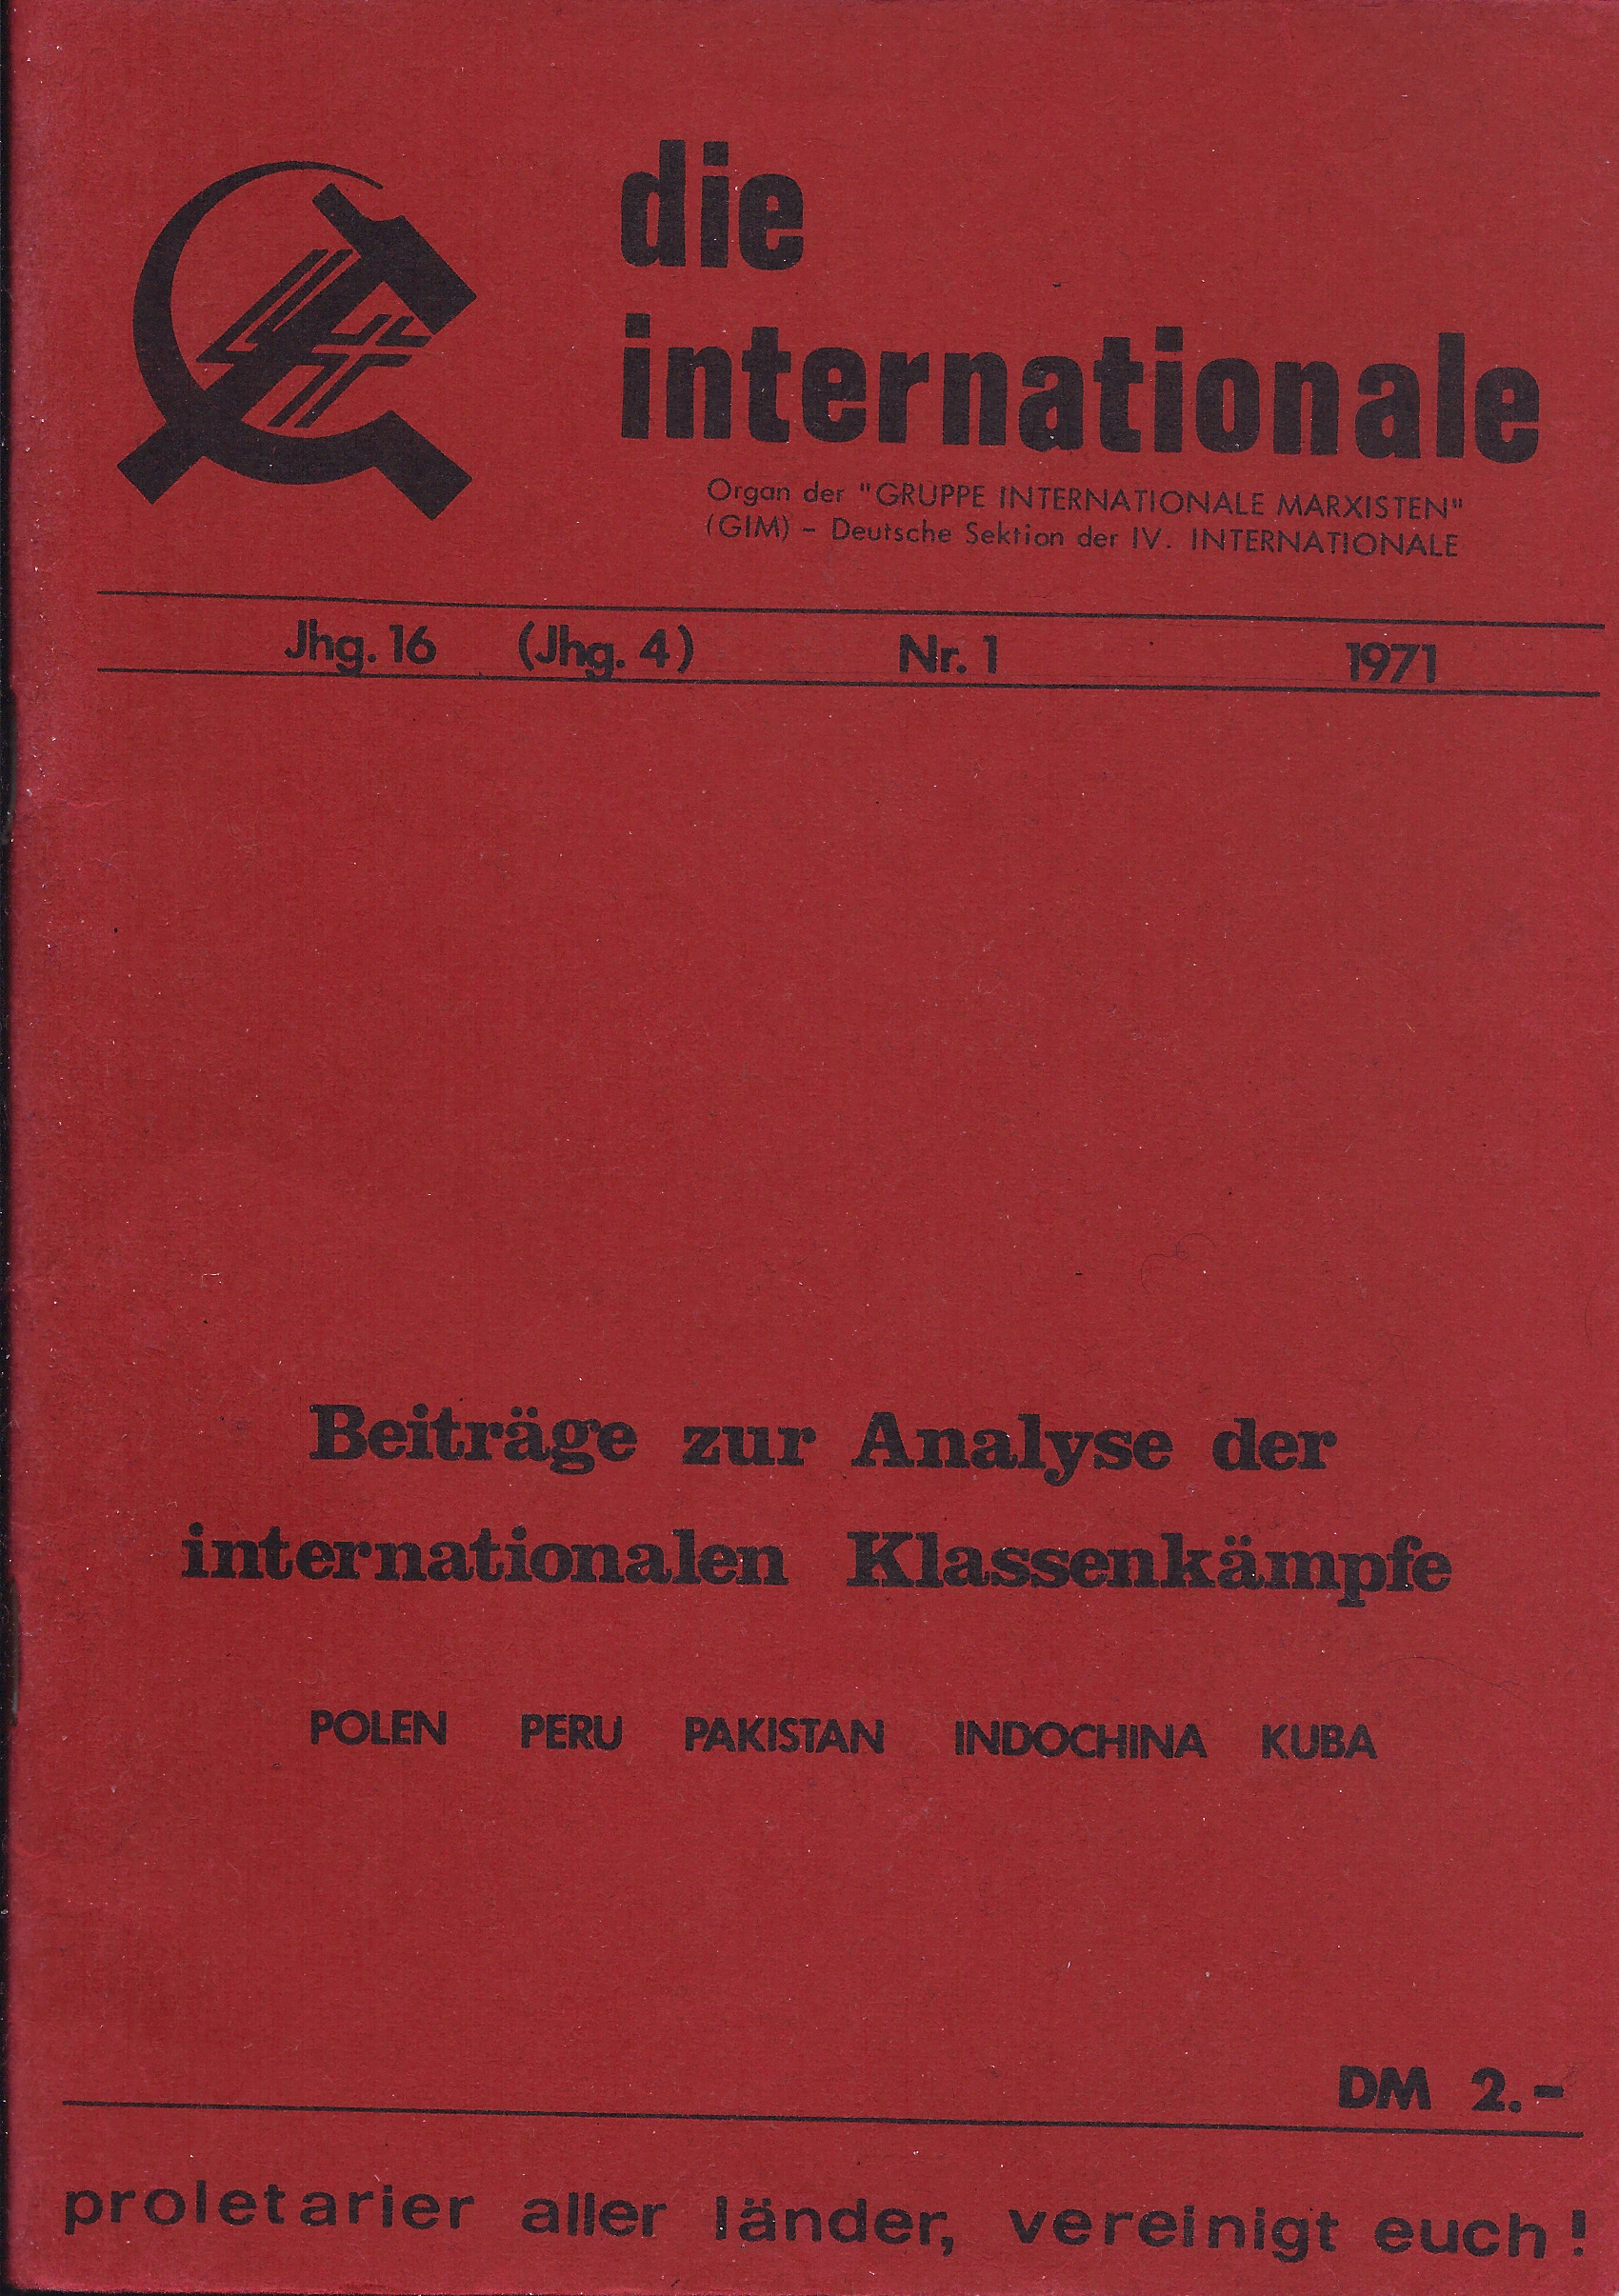 die
internationale
Organ der "GRUPPE INTERNATIONALE MARXISTEN"
(GIM) – Deutsche Sektion der IV. INTERNATIONALE
Jhg. 16 (Jhg. 4) Nr. 1 1971
Beiträge zur Analyse der
internationalen Klassenkämpfe
POLEN PERU PAKISTAN INDOCHINA KUBA
DM 2.-
proletarier aller länder, vereinigt euch!